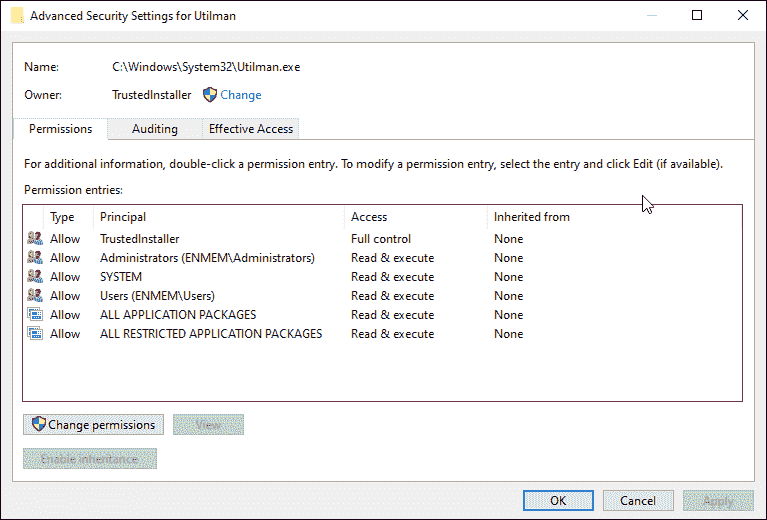 Advanced Security Settings for Utilman
Name: C:\Windows\System32\Utilman.exe
Owner: TrustedInstaller Change
Permissions Auditing Effective Access
For additional information, double-click a permission entry. To modify a permission entry, select the entry and click Edit (if available).
Permission entries:
Type Principal Access Inherited from
Allow TrustedInstaller Full control None
Allow Administrators (ENMEM\Administrators) Read & execute None
Allow SYSTEM Read & execute None
Allow Users (ENMEM\Users) Read & execute None
Allow ALL APPLICATION PACKAGES Read & execute None
Allow ALL RESTRICTED APPLICATION PACKAGES Read & execute None
Change permissions View
Enable inheritance
OK Cancel Apply